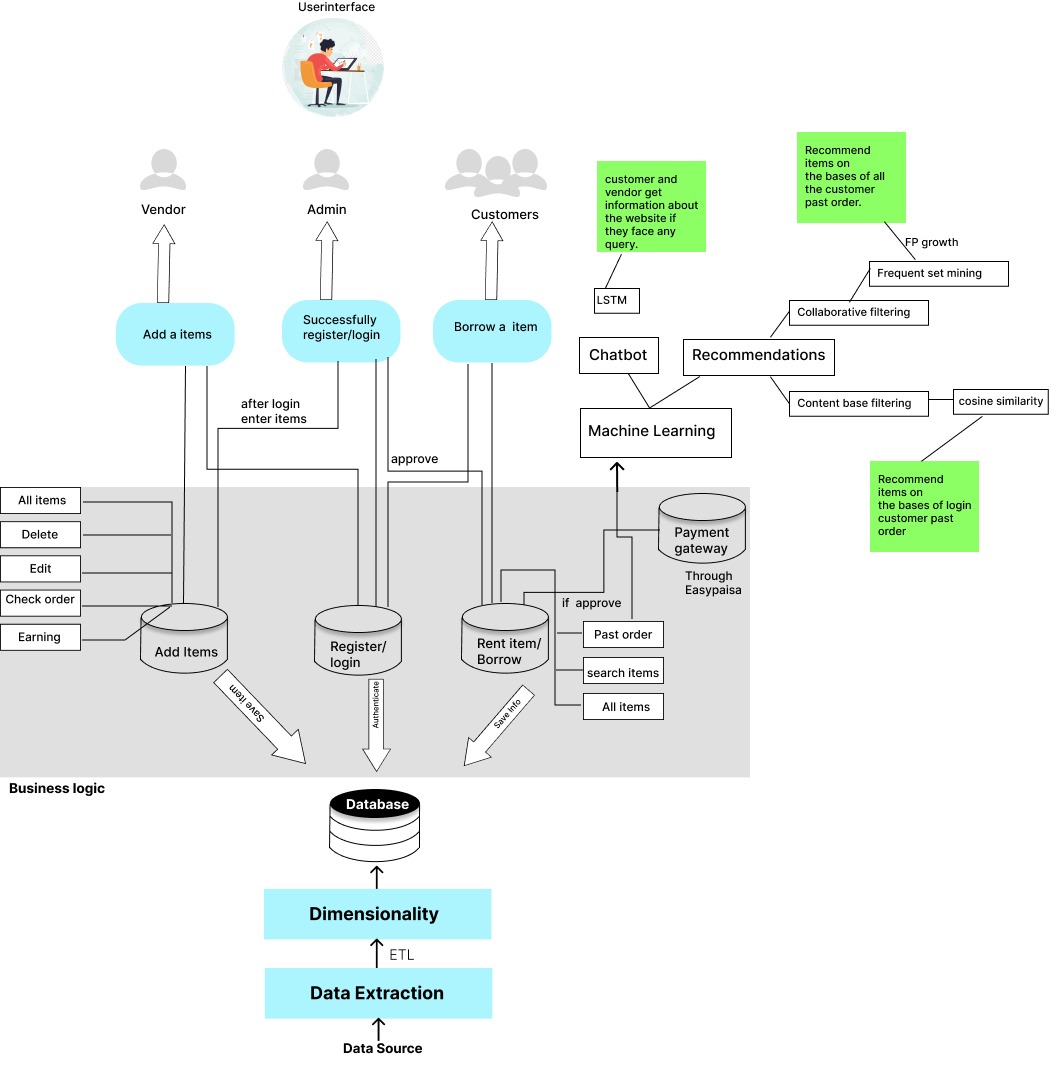 Userinterface
Vendor
Admin
Customers
Add a items
Successfully
register/login
Borrow a item
after login
enter items
approve
customer and
vendor get
information about
the website if
they face any
query.
LSTM
Chatbot
Recommendations
Machine Learning
Recommend
items on
the bases of all
the customer
past order.
FP growth
Frequent set mining
Collaborative filtering
Content base filtering
cosine similarity
Recommend
items on
the bases of login
customer past
order
All items
Delete
Edit
Check order
Earning
Add Items
Register/
login
Rent item/
Borrow
Payment
gateway
Through
Easypaisa
if approve
Past order
search items
All items
Save item
Authenticate
Save Info
Business logic
Database
Dimensionality
ETL
Data Extraction
Data Source